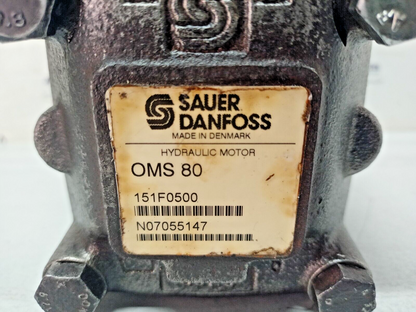 SAUER
DANFOSS
MADE IN DENMARK
HYDRAULIC MOTOR
OMS 80
151F0500
N07055147